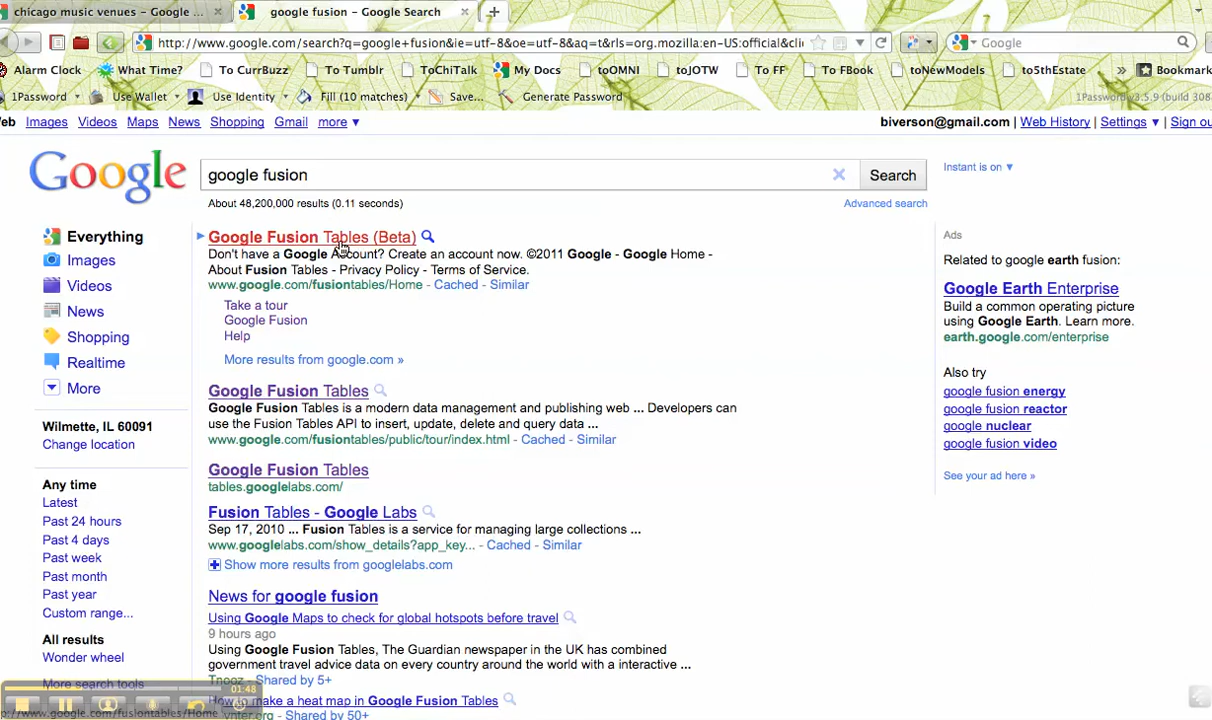 chicago music venues - Google ...
google fusion - Google Search
http://www.google.com/search?q=google+fusion&ie=utf-8&oe=utf-8&aq=t&rls=org.mozilla:en-US:official&cli
Google
Alarm Clock
What Time?
To CurrBuzz
To Tumblr
ToChiTalk
My Docs
toOMNI
toJOTW
To FF
To FBook
toNewModels
to5thEstate
»
Bookmark
1Password
Use Wallet
Use Identity
Fill (10 matches)
Save...
Generate Password
eb Images Videos Maps News Shopping Gmail more ▼
biverson@gmail.com | Web History | Settings ▼ | Sign ou
Google
google fusion
Search
Instant is on ▼
About 48,200,000 results (0.11 seconds)
Advanced search
Everything
Images
Videos
News
Shopping
Realtime
More
Wilmette, IL 60091
Change location
Any time
Latest
Past 24 hours
Past 4 days
Past week
Past month
Past year
Custom range...
All results
Wonder wheel
More search tools
Google Fusion Tables (Beta)
Don't have a Google Account? Create an account now. ©2011 Google - Google Home -
About Fusion Tables - Privacy Policy - Terms of Service.
www.google.com/fusiontables/Home - Cached - Similar
Take a tour
Google Fusion
Help
More results from google.com »
Google Fusion Tables
Google Fusion Tables is a modern data management and publishing web ... Developers can
use the Fusion Tables API to insert, update, delete and query data ...
www.google.com/fusiontables/public/tour/index.html - Cached - Similar
Google Fusion Tables
tables.googlelabs.com/
Fusion Tables - Google Labs
Sep 17, 2010 ... Fusion Tables is a service for managing large collections ...
www.googlelabs.com/show_details?app_key... - Cached - Similar
Show more results from googlelabs.com
News for google fusion
Using Google Maps to check for global hotspots before travel
9 hours ago
Using Google Fusion Tables, The Guardian newspaper in the UK has combined
government travel advice data on every country around the world with a interactive ...
Tnooz Shared by 5+
make a heat map in Google Fusion Tables
Shared by 50+
Ads
Related to google earth fusion:
Google Earth Enterprise
Build a common operating picture
using Google Earth. Learn more.
earth.google.com/enterprise
Also try
google fusion energy
google fusion reactor
google nuclear
google fusion video
See your ad here »
01:48
www.google.com/fusiontables/Home